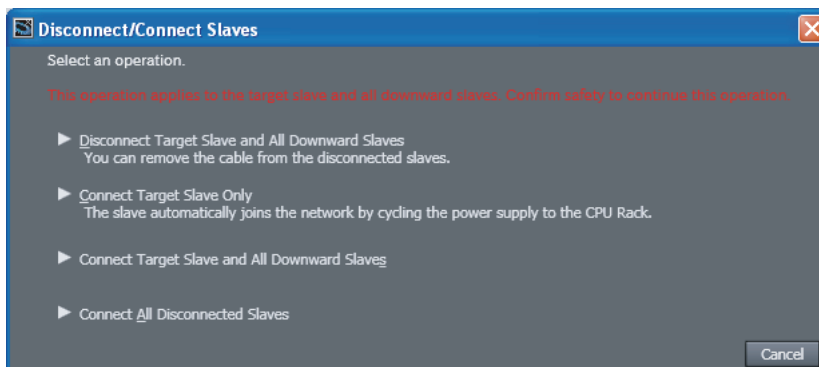 Disconnect/Connect Slaves
Select an operation.
This operation applies to the target slave and all downward slaves. Confirm safety to continue this operation.
Disconnect Target Slave and All Downward Slaves
You can remove the cable from the disconnected slaves.
Connect Target Slave Only
The slave automatically joins the network by cycling the power supply to the CPU Rack.
Connect Target Slave and All Downward Slaves
Connect All Disconnected Slaves
Cancel